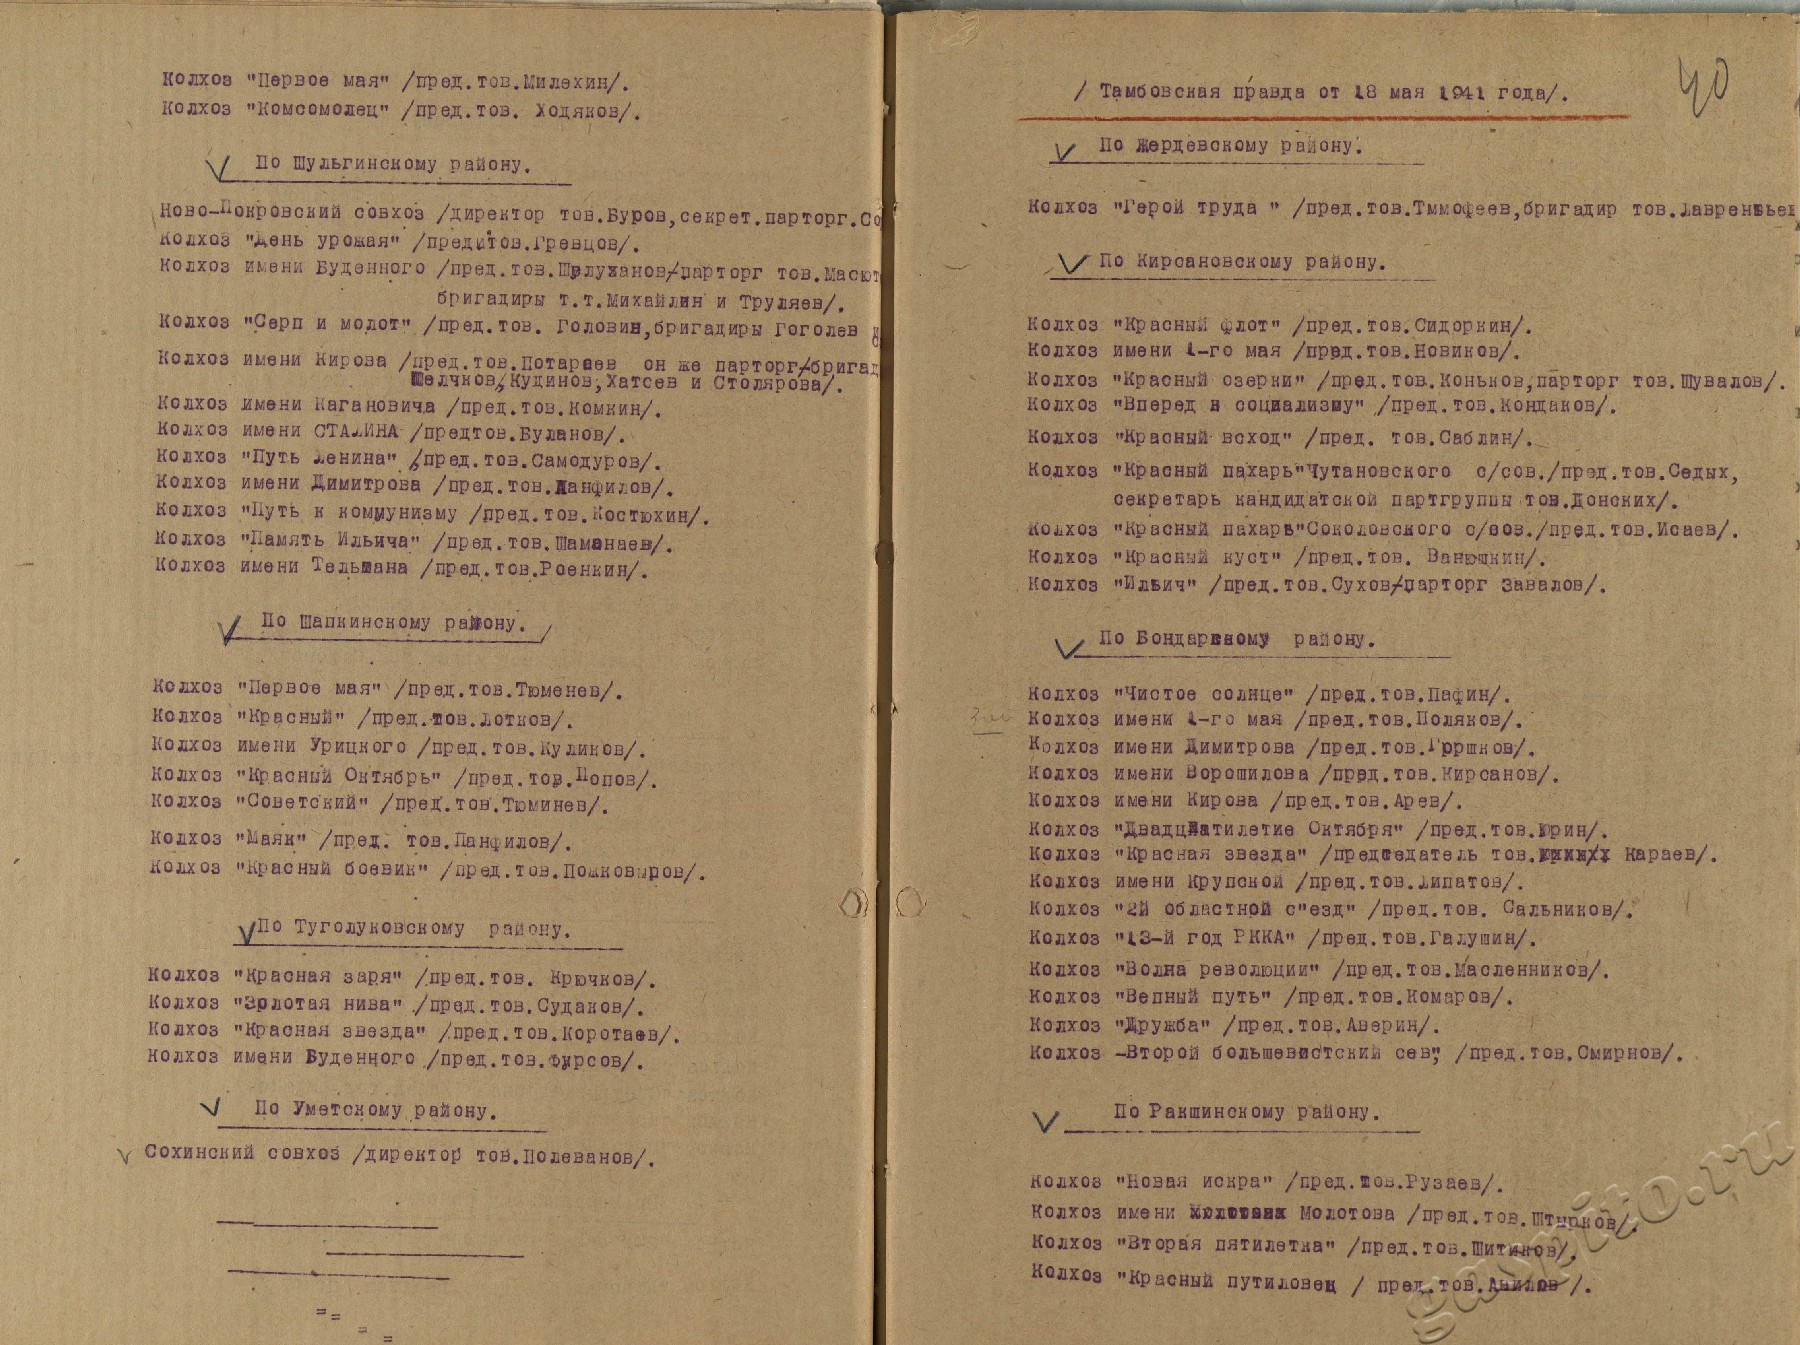 Колхоз "Первое мая" /пред.тов.Милехин/.
Колхоз "Комсомолец" /пред.тов. Ходяков/.
По Шульгинскому району.
Ново-Покровский совхоз /директор тов.Буров,секрет.парторг.Со
Колхоз "День урожая" /предитов.Гревцов/.
Колхоз имени Буденного /пред.тов.Шелуханов/парторг тов.Масют
бригадиры т.т.Михайлин и Труляев/.
Колхоз "Серп и молот" /пред.тов. Головин,бригадиры Гоголев
Колхоз имени Кирова /пред.тов.Потараев он же парторг/бригад
Шелчков,Кудинов,Хатсев и Столярова/.
Колхоз имени Кагановича /пред.тов.Комкин/.
Колхоз имени СТАЛИНА /предтов.Буланов/.
Колхоз "Путь Ленина" /пред.тов.Самодуров/.
Колхоз имени Димитрова /пред.тов.Панфилов/.
Колхоз "Путь к коммунизму /пред.тов.Костюхин/.
Колхоз "Память Ильича" /пред.тов.Шаманаев/.
Колхоз имени Тельмана /пред.тов.Роенкин/.
По Шапкинскому району.
Колхоз "Первое мая" /пред.тов.Тюменев/.
Колхоз "Красный" /пред.тов.Лотков/.
Колхоз имени Урицкого /пред.тов.Куликов/.
Колхоз "Красный Октябрь" /пред.тов.Попов/.
Колхоз "Советский" /пред.тов.Тюминев/.
Колхоз "Маяк" /пред. тов.Панфилов/.
Колхоз "Красный боевик" /пред.тов.Пошковыров/.
По Туголуковскому району.
Колхоз "Красная заря" /пред.тов. Крючков/.
Колхоз "Золотая нива" /пред.тов.Судаков/.
Колхоз "Красная звезда" /пред.тов.Коротаев/.
Колхоз имени Буденного /пред.тов.Фурсов/.
По Уметскому району.
Сохинский совхоз /директор тов.Полеванов/.
40
/ Тамбовская правда от 18 мая 1941 года/.
По Жердевскому району.
Колхоз "Герой труда " /пред.тов.Тммофеев,бригадир тов.Лаврентьев
По Кирсановскому району.
Колхоз "Красный флот" /пред.тов.Сидоркин/.
Колхоз имени 1-го мая /пред.тов.Новиков/.
Колхоз "Красный озерки" /пред.тов.Коньков,парторг тов.Шувалов/.
Колхоз "Вперед к социализму" /пред.тов.Кондаков/.
Колхоз "Красный всход" /пред. тов.Саблин/.
Колхоз "Красный пахарь"Чутановского с/сов./пред.тов.Седых,
секретарь кандидатской партгруппы тов.Донских/.
Колхоз "Красный пахарь"Соколовского с/сов./пред.тов.Исаев/.
Колхоз "Красный куст" /пред.тов. Ванюшкин/.
Колхоз "Ильич" /пред.тов.Сухов/парторг Завалов/.
По Бондарскому району.
Колхоз "Чистое солнце" /пред.тов.Пафин/.
Колхоз имени 1-го мая /пред.тов.Поляков/.
Колхоз имени Димитрова /пред.тов.Горшков/.
Колхоз имени Ворошилова /пред.тов.Кирсанов/.
Колхоз имени Кирова /пред.тов.Арев/.
Колхоз "Двадцатилетие Октября" /пред.тов.Юрин/.
Колхоз "Красная звезда" /председатель тов. Караев/.
Колхоз имени Крупской /пред.тов.Липатов/.
Колхоз "2й областной с"езд" /пред.тов. Сальников/.
Колхоз "13-й год РККА" /пред.тов.Галушин/.
Колхоз "Волна революции" /пред.тов.Масленников/.
Колхоз "Вепный путь" /пред.тов.Комаров/.
Колхоз "Дружба" /пред.тов.Аверин/.
Колхоз -Второй большевистский сев", /пред.тов.Смирнов/.
По Ракшинскому району.
Колхоз "Новая искра" /пред.тов.Рузаев/.
Колхоз имени Молотова /пред.тов.Штырков/.
Колхоз "Вторая пятилетка" /пред.тов.Шитиков/.
Колхоз "Красный путиловец / пред.тов.Авилов /.
gaspito.ru